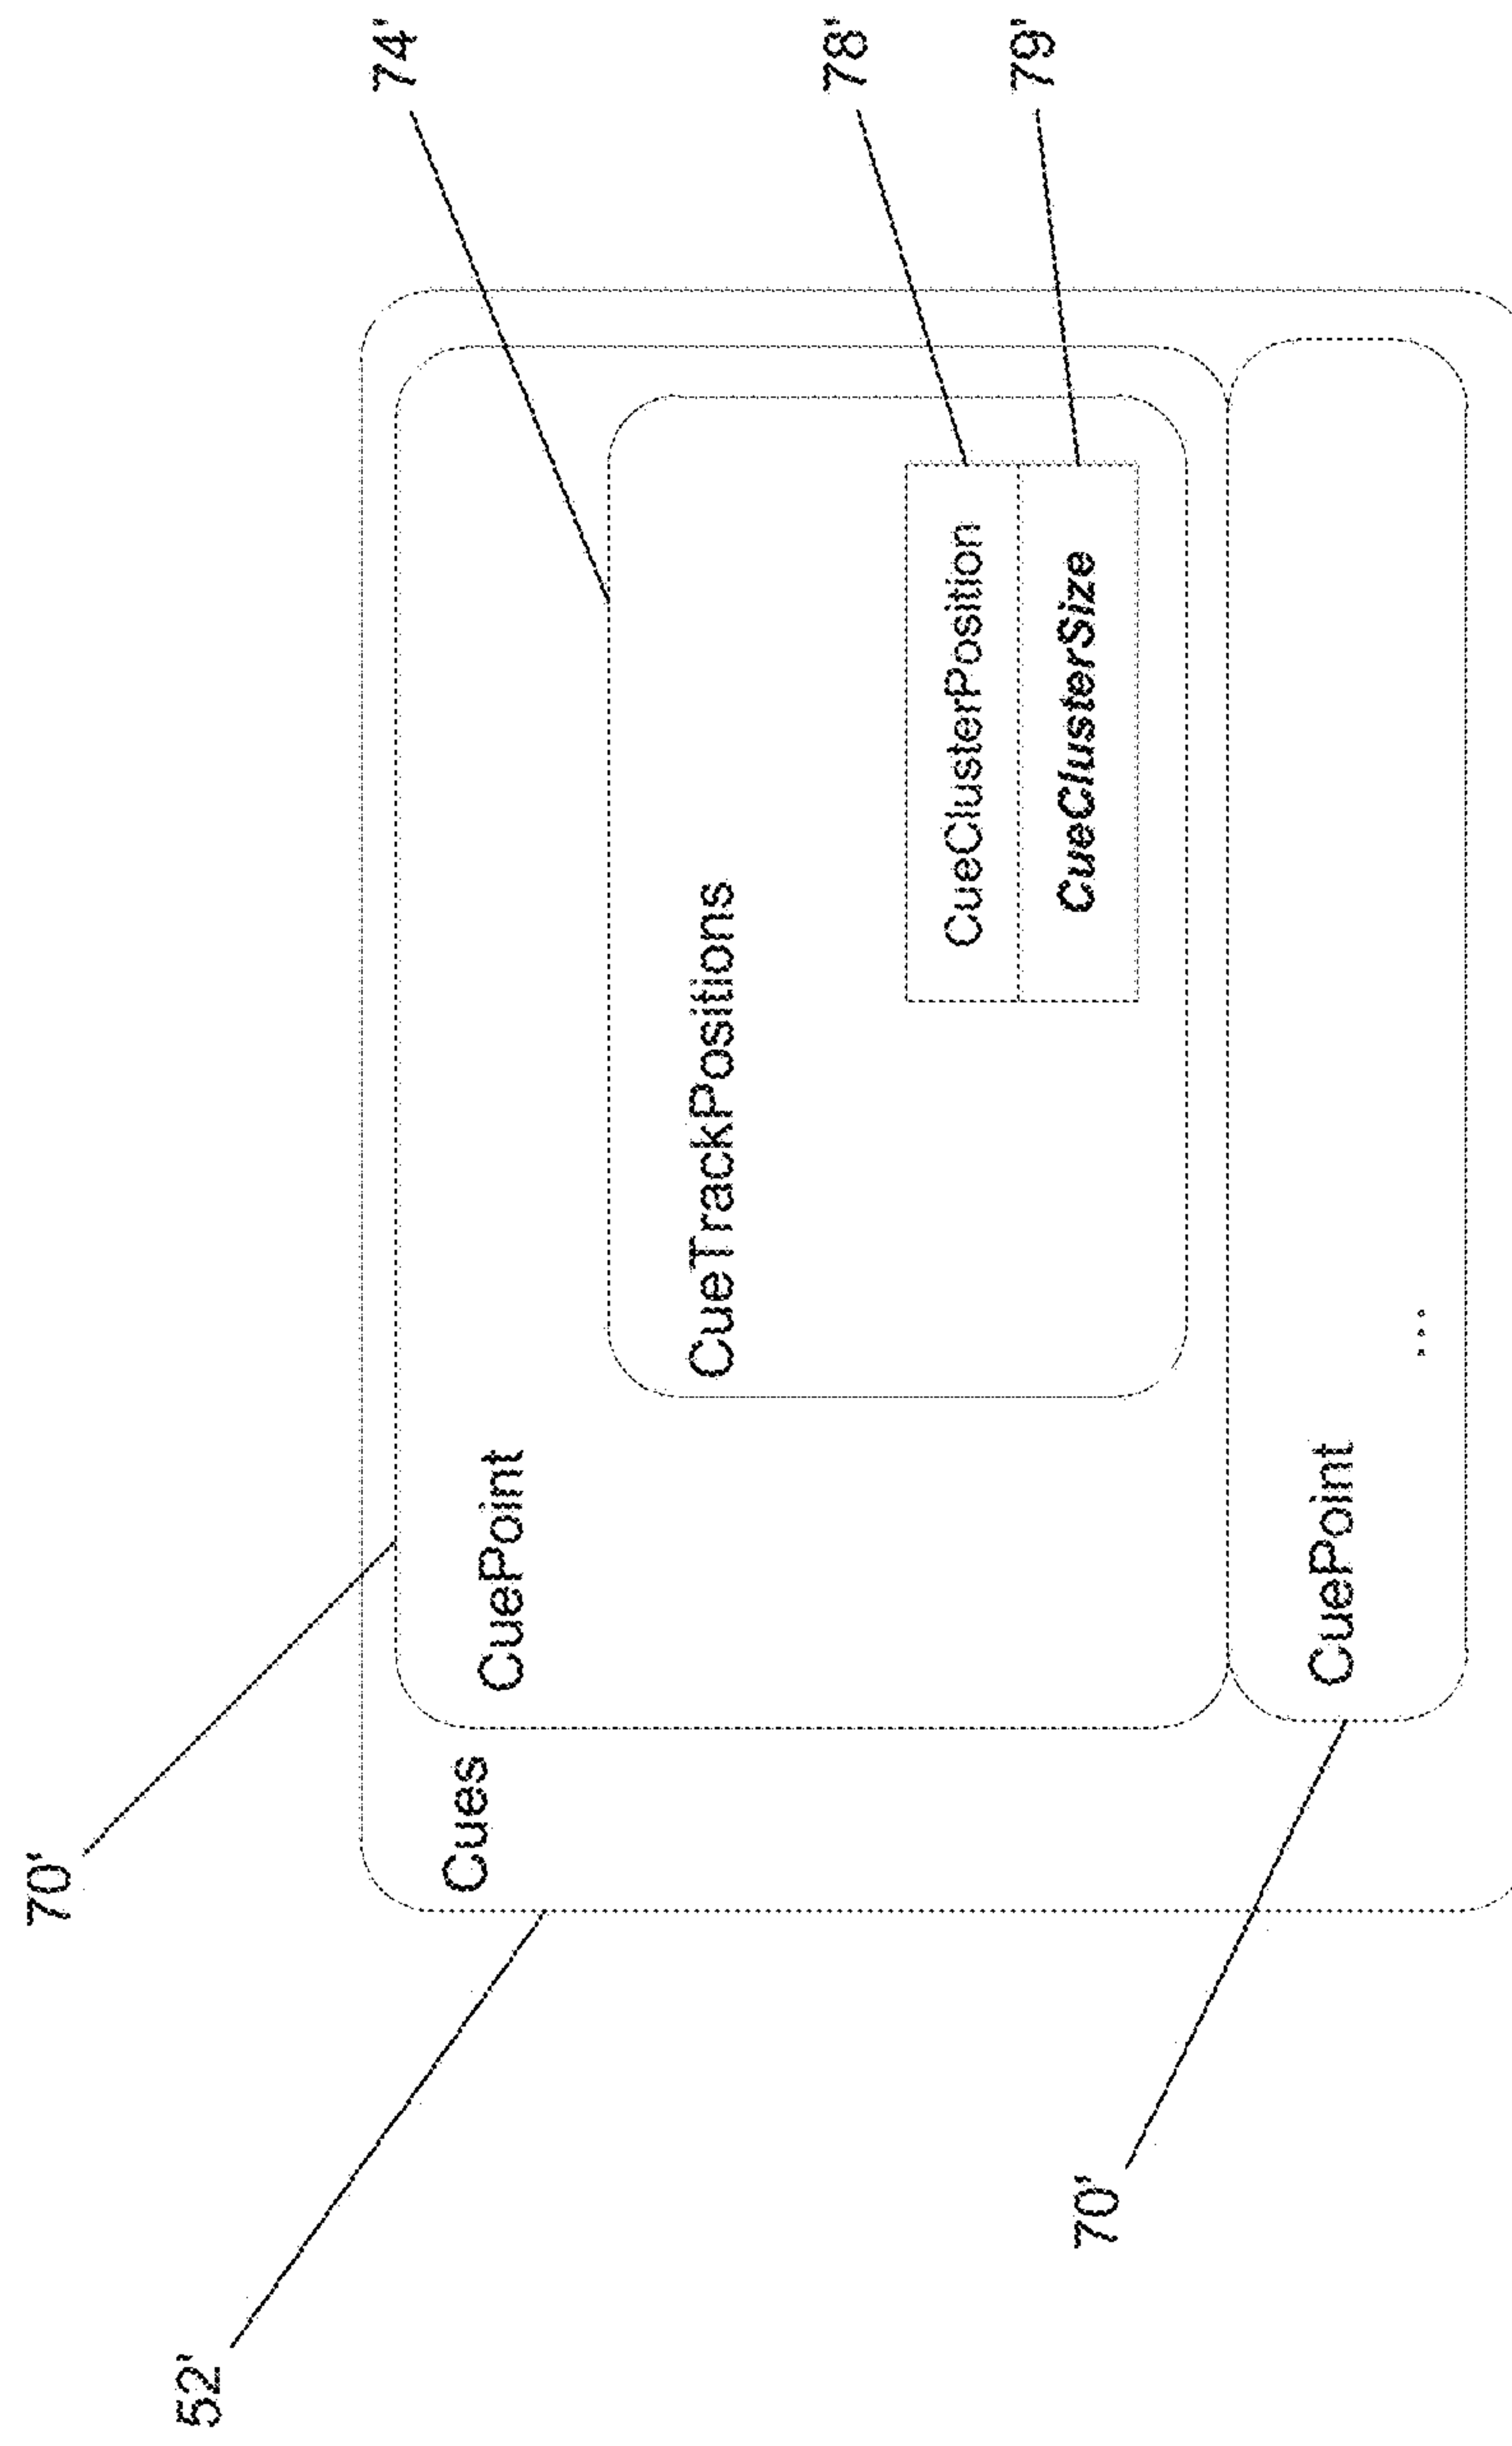 70'
52'
Cues
CuePoint
74'
CueTrackPositions
78'
CueClusterPosition
79'
CueClusterSize
70'
CuePoint
...